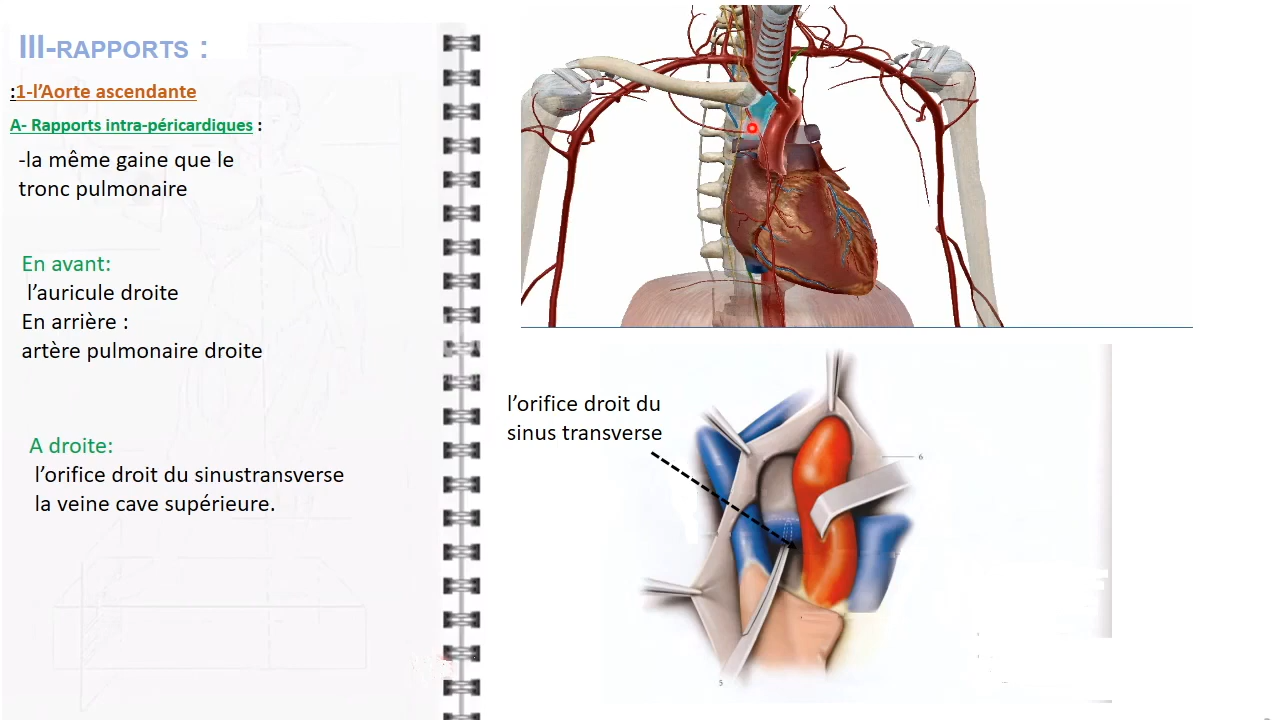 III-RAPPORTS :
:1-l’Aorte ascendante
A- Rapports intra-péricardiques :
-la même gaine que le
tronc pulmonaire
En avant:
l’auricule droite
En arrière :
artère pulmonaire droite
A droite:
l’orifice droit du sinustransverse
la veine cave supérieure.
l’orifice droit du
sinus transverse
6
5